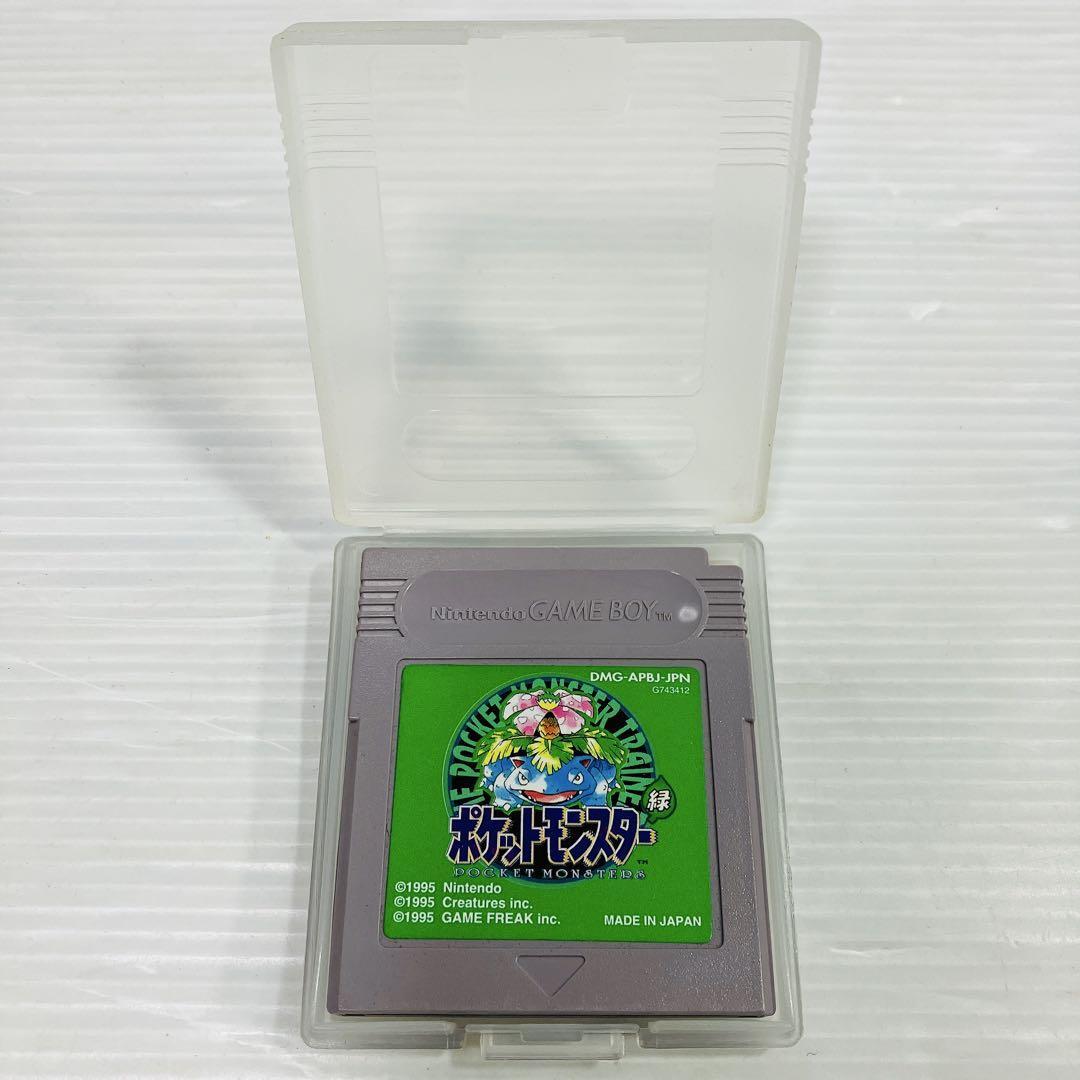 Nintendo GAME BOY™
DMG-APBJ-JPN
G743412
POCKET MONSTER TRAINE
緑
ポケットモンスター
™
POCKET MONSTERS
©1995 Nintendo
©1995 Creatures inc.
©1995 GAME FREAK inc.
MADE IN JAPAN